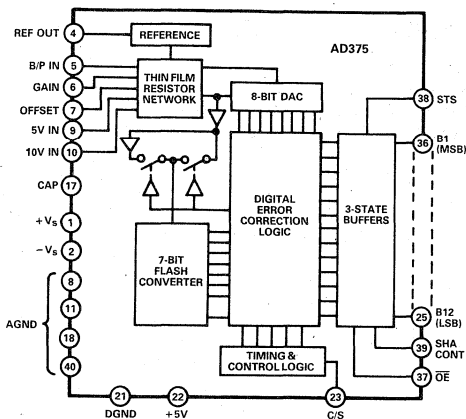 REF OUT 4
REFERENCE
AD375
B/P IN 5
GAIN 6
OFFSET 7
5V IN 9
10V IN 10
CAP 17
+VS 1
−VS 2
AGND
8
11
18
40
THIN FILM
RESISTOR
NETWORK
8-BIT DAC
7-BIT
FLASH
CONVERTER
DIGITAL
ERROR
CORRECTION
LOGIC
3-STATE
BUFFERS
TIMING &
CONTROL LOGIC
38 STS
36 B1
(MSB)
25 B12
(LSB)
39 SHA
CONT
37 OE
21
DGND
22
+5V
23
C/S